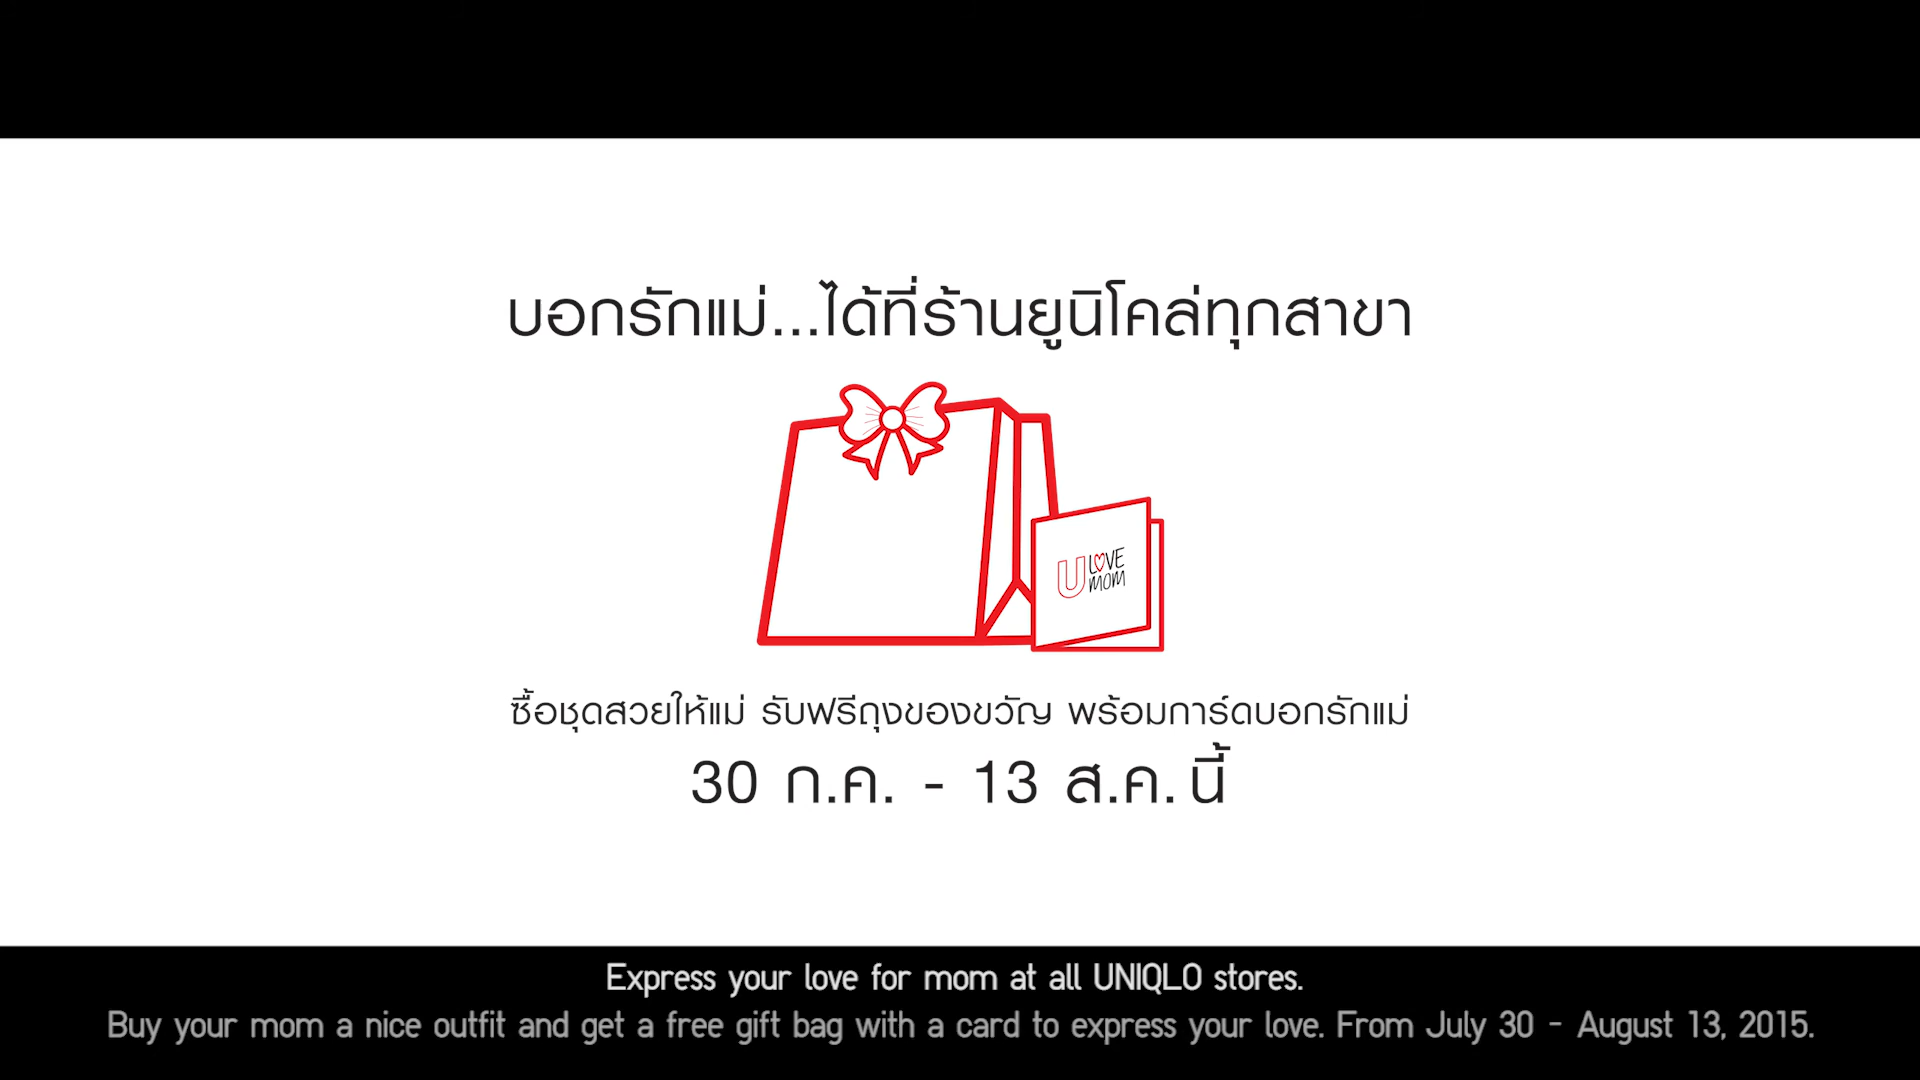 บอกรักแม่...ได้ที่ร้านยูนิโคล่ทุกสาขา
U LOVE
MOM
ซื้อชุดสวยให้แม่ รับฟรีถุงของขวัญ พร้อมการ์ดบอกรักแม่
30 ก.ค. - 13 ส.ค. นี้
Express your love for mom at all UNIQLO stores.
Buy your mom a nice outfit and get a free gift bag with a card to express your love. From July 30 - August 13, 2015.